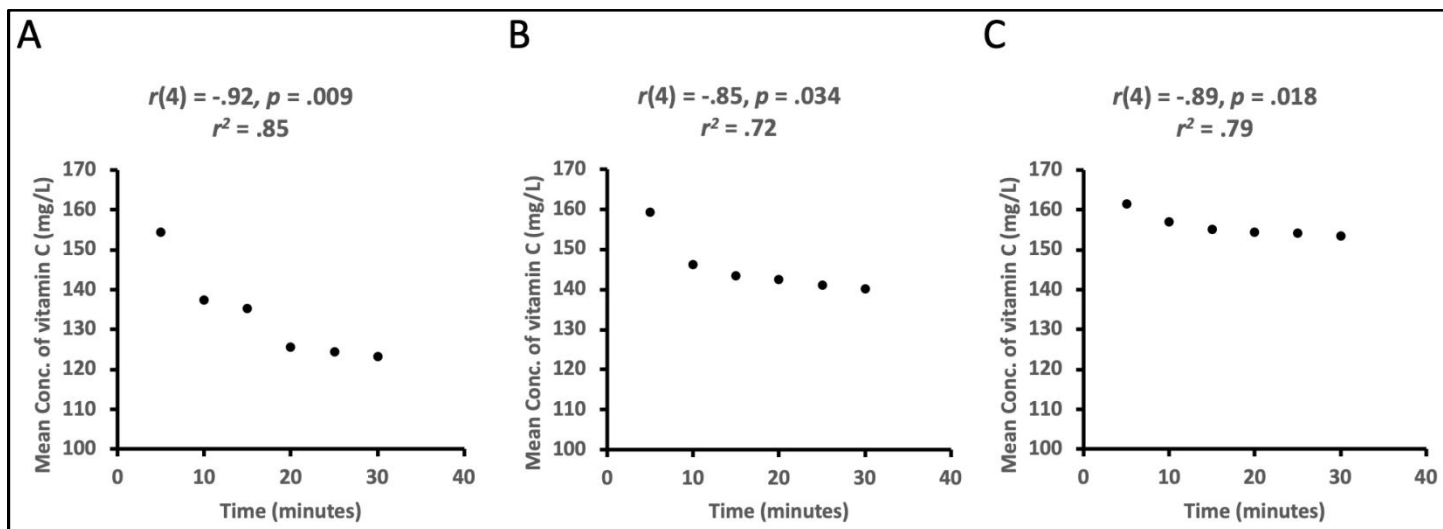 A
r(4) = -.92, p = .009
r² = .85
Mean Conc. of vitamin C (mg/L)
170
160
150
140
130
120
110
100
0
10
20
30
40
Time (minutes)
B
r(4) = -.85, p = .034
r² = .72
Mean Conc. of vitamin C (mg/L)
170
160
150
140
130
120
110
100
0
10
20
30
40
Time (minutes)
C
r(4) = -.89, p = .018
r² = .79
Mean Conc. of vitamin C (mg/L)
170
160
150
140
130
120
110
100
0
10
20
30
40
Time (minutes)